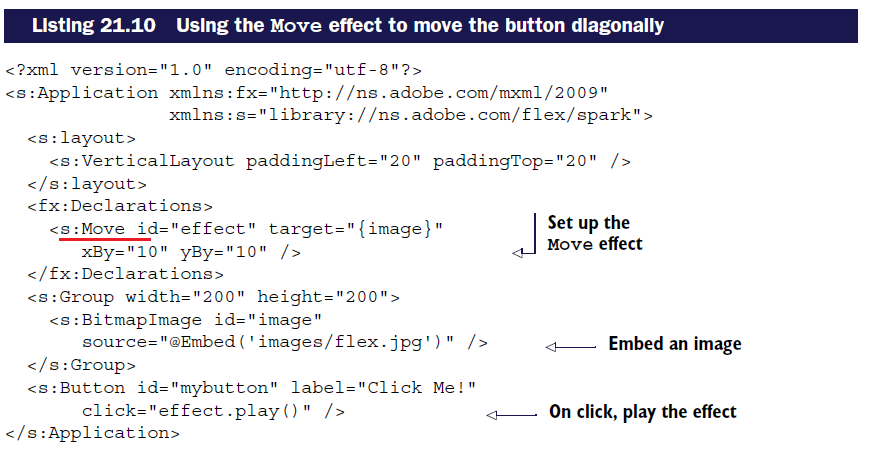 Listing 21.10 Using the Move effect to move the button diagonally
<?xml version="1.0" encoding="utf-8"?>
<s:Application xmlns:fx="http://ns.adobe.com/mxml/2009"
xmlns:s="library://ns.adobe.com/flex/spark">
<s:layout>
<s:VerticalLayout paddingLeft="20" paddingTop="20" />
</s:layout>
<fx:Declarations>
<s:Move id="effect" target="{image}"
xBy="10" yBy="10" />
Set up the
Move effect
</fx:Declarations>
<s:Group width="200" height="200">
<s:BitmapImage id="image"
source="@Embed('images/flex.jpg')" />
Embed an image
</s:Group>
<s:Button id="mybutton" label="Click Me!"
click="effect.play()" />
On click, play the effect
</s:Application>